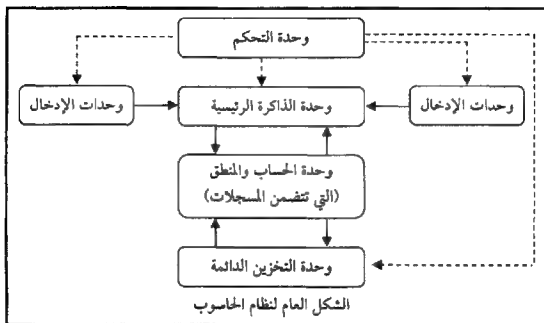 وحدة التحكم
وحدات الإدخال
وحدة الذاكرة الرئيسية
وحدات الإدخال
وحدة الحساب والمنطق
(التي تتضمن المسجلات)
وحدة التخزين الدائمة
الشكل العام لنظام الحاسوب